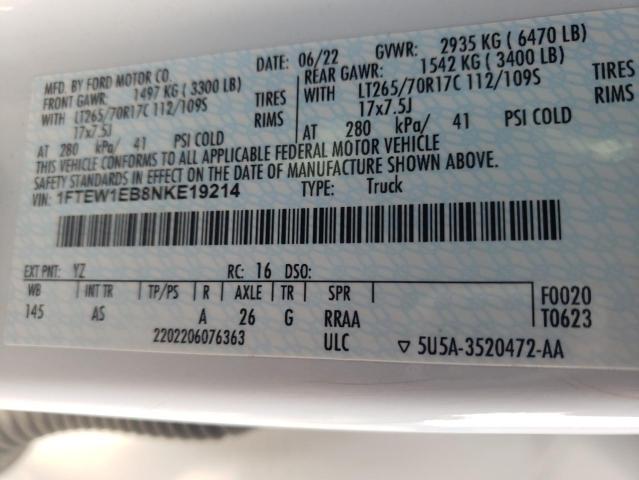 MFD. BY FORD MOTOR CO.
DATE: 06/22 GVWR: 2935 KG ( 6470 LB)
FRONT GAWR: 1497 KG ( 3300 LB)
REAR GAWR: 1542 KG ( 3400 LB)
WITH LT265/70R17C 112/109S TIRES
WITH LT265/70R17C 112/109S TIRES
17x7.5J RIMS
17x7.5J RIMS
AT 280 kPa/ 41 PSI COLD
AT 280 kPa/ 41 PSI COLD
THIS VEHICLE CONFORMS TO ALL APPLICABLE FEDERAL MOTOR VEHICLE
SAFETY STANDARDS IN EFFECT ON THE DATE OF MANUFACTURE SHOWN ABOVE.
VIN: 1FTEW1EB8NKE19214 TYPE: Truck
EXT PNT: YZ RC: 16 DSO:
WB INT TR TP/PS R AXLE TR SPR F0020
145 AS A 26 G RRAA T0623
2202206076363 ULC ▽ 5U5A-3520472-AA